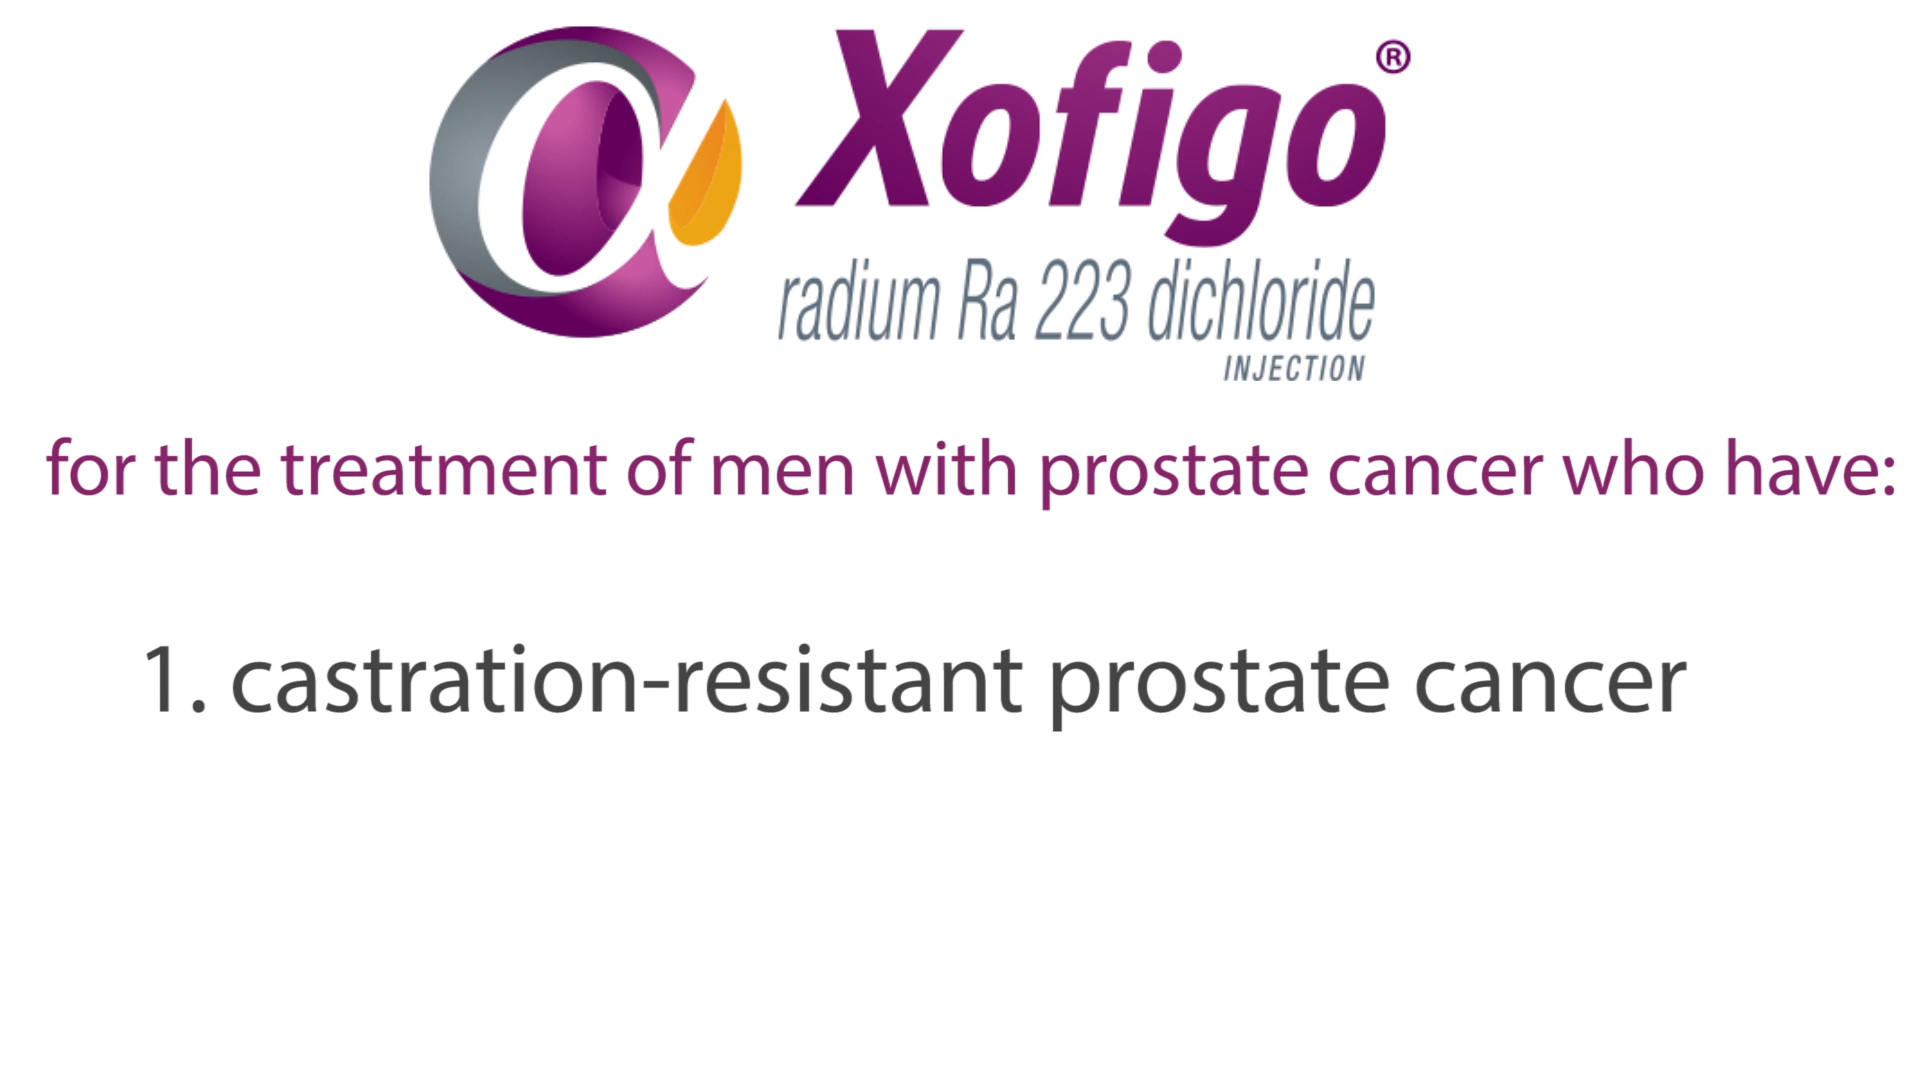 Xofigo®
radium Ra 223 dichloride
INJECTION
for the treatment of men with prostate cancer who have:
1. castration-resistant prostate cancer